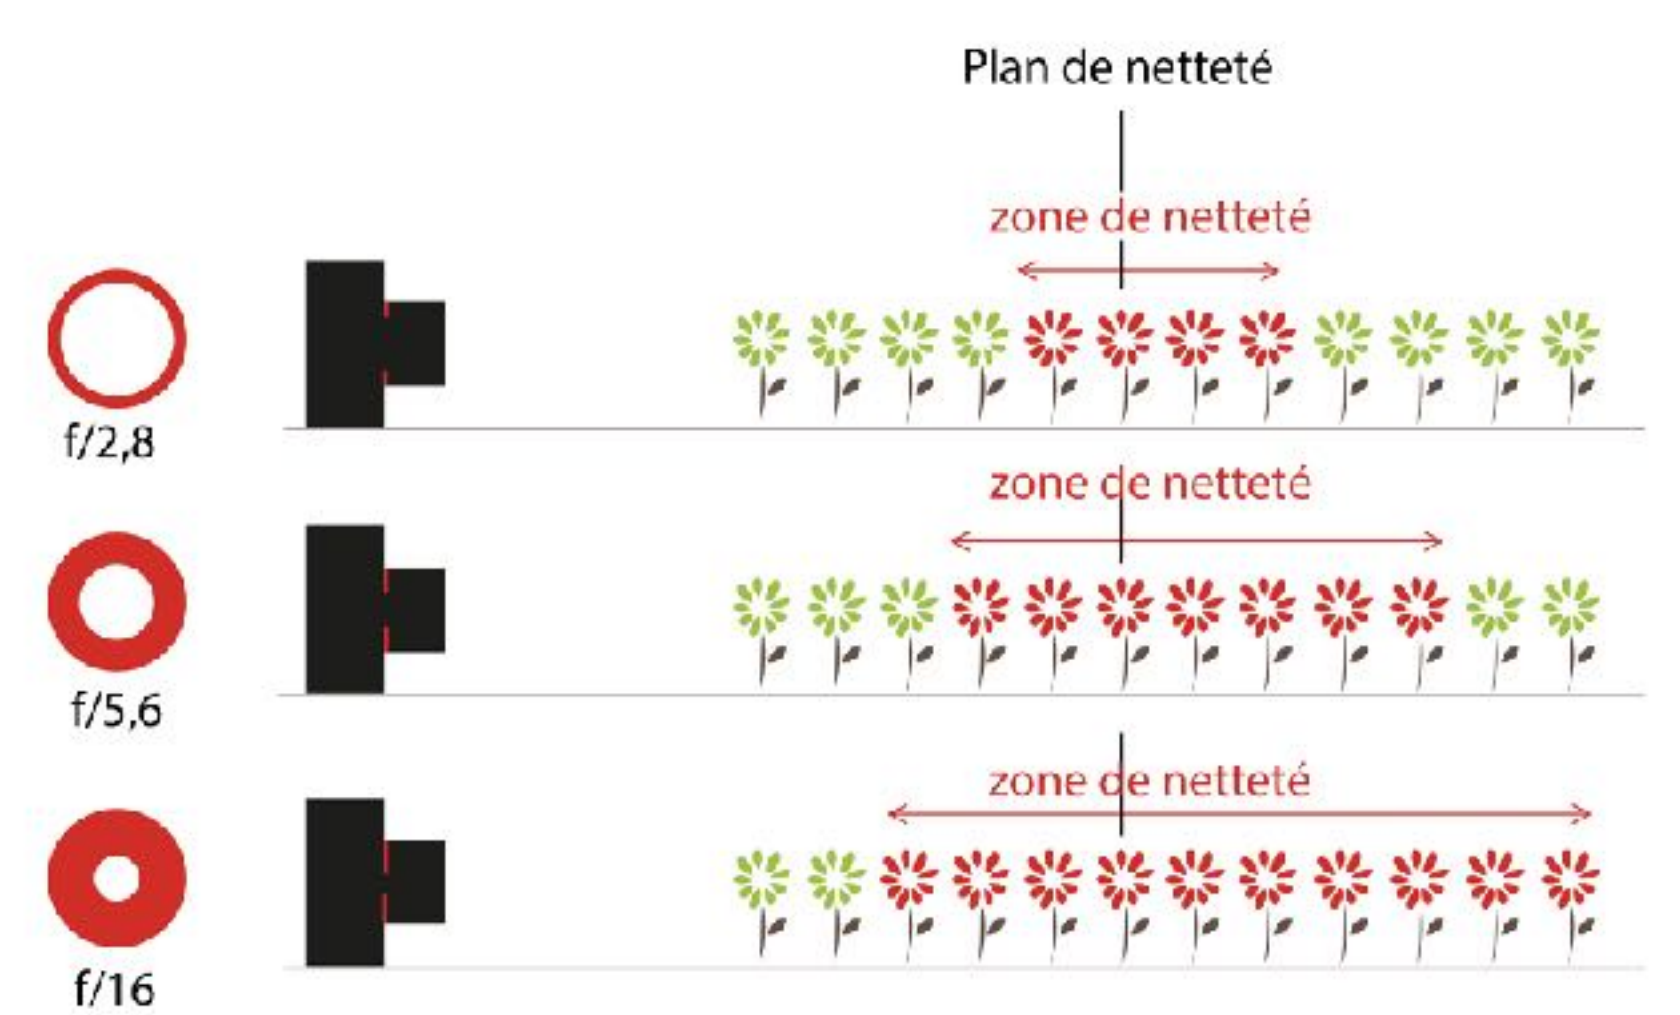 Plan de netteté
zone de netteté
f/2,8
zone de netteté
f/5,6
zone de netteté
f/16